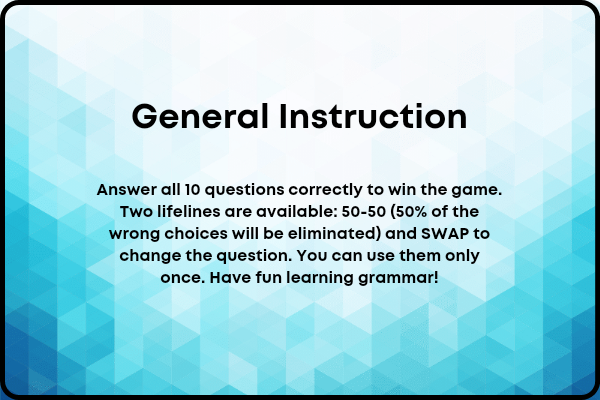 General Instruction
Answer all 10 questions correctly to win the game.
Two lifelines are available: 50-50 (50% of the
wrong choices will be eliminated) and SWAP to
change the question. You can use them only
once. Have fun learning grammar!